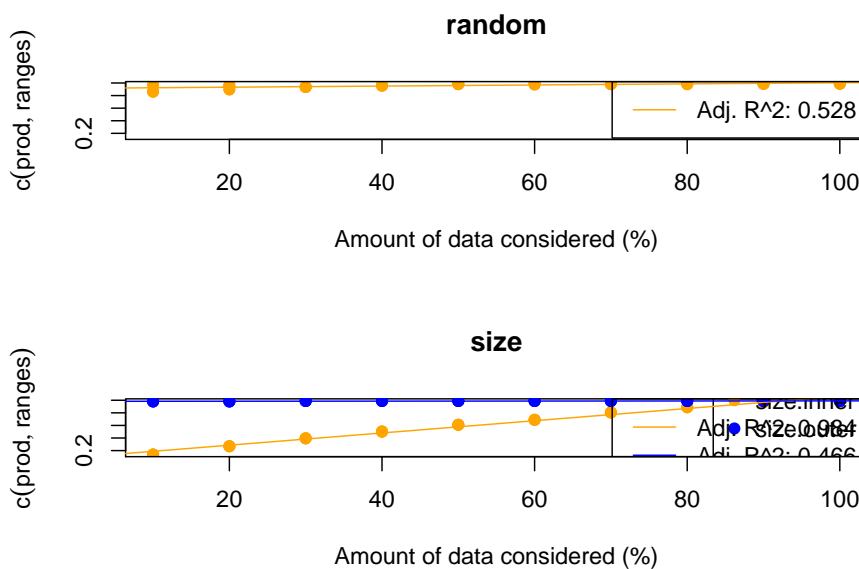 random
c(prod, ranges)
0.2
Adj. R^2: 0.528
20 40 60 80 100
Amount of data considered (%)
size
c(prod, ranges)
0.2
size.inner
Adj. R^2: 0.984
size.outer
Adj. R^2: 0.466
20 40 60 80 100
Amount of data considered (%)